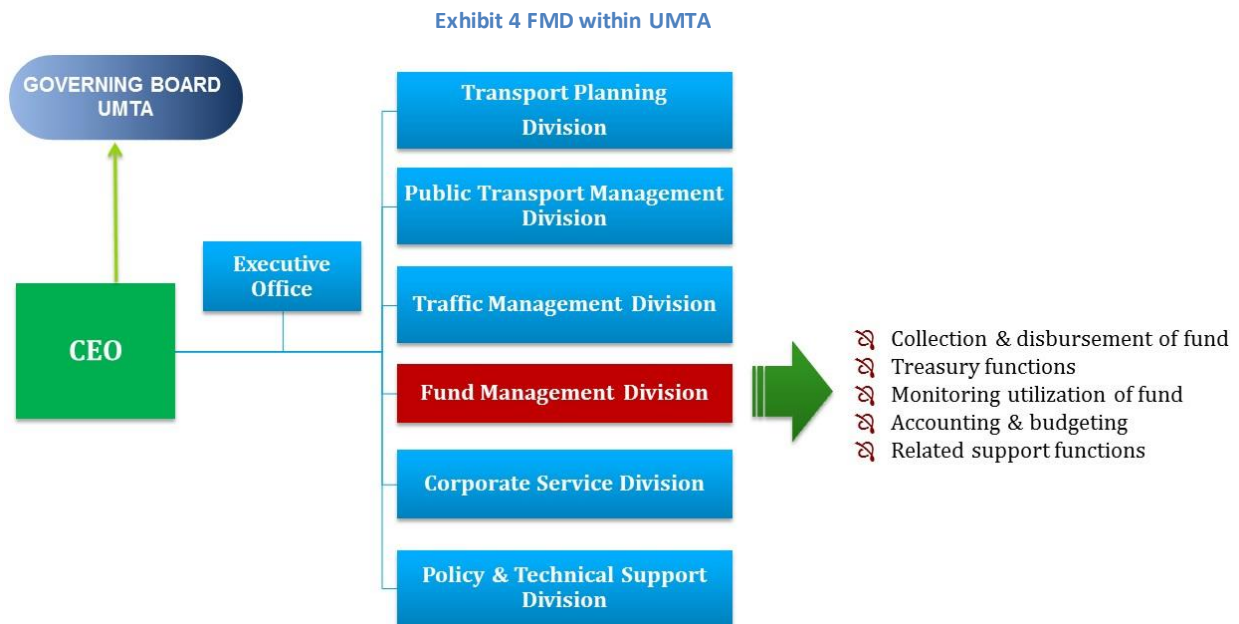 Exhibit 4 FMD within UMTA
GOVERNING BOARD
UMTA
CEO
Executive
Office
Transport Planning
Division
Public Transport Management
Division
Traffic Management Division
Fund Management Division
Corporate Service Division
Policy & Technical Support
Division
Collection & disbursement of fund
Treasury functions
Monitoring utilization of fund
Accounting & budgeting
Related support functions